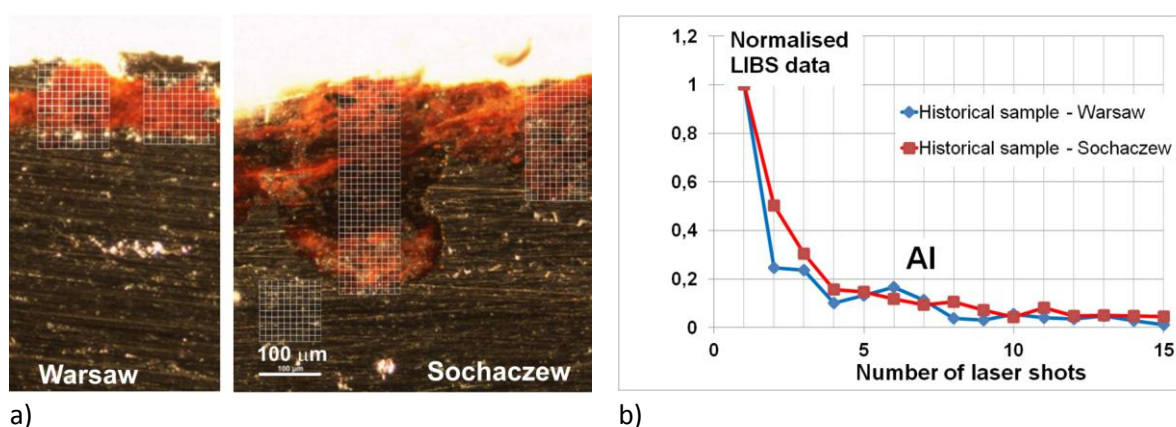 Warsaw
100 µm
100 µm
Sochaczew
a)
1,2
1
0,8
0,6
0,4
0,2
0
Normalised
LIBS data
Historical sample - Warsaw
Historical sample - Sochaczew
Al
0
5
10
15
Number of laser shots
b)